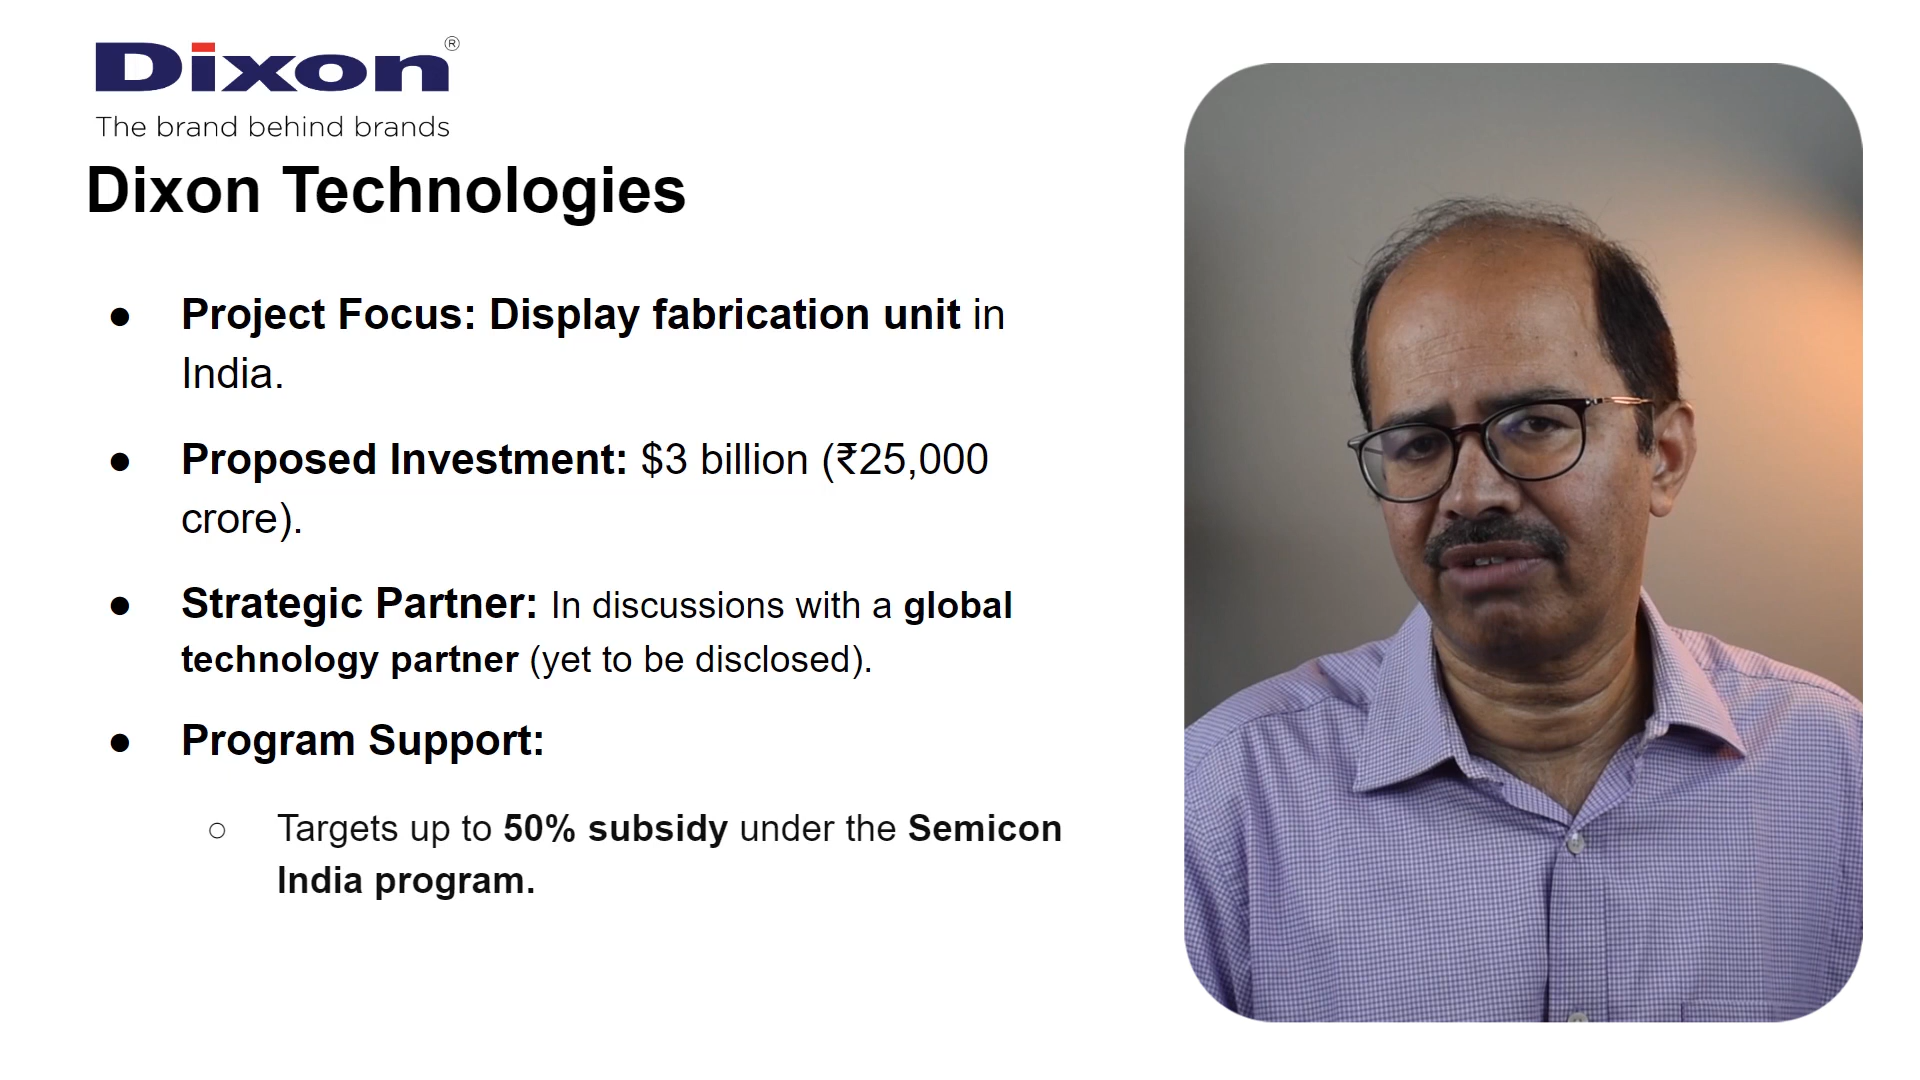 Dixon®
The brand behind brands
Dixon Technologies
● Project Focus: Display fabrication unit in
India.
● Proposed Investment: $3 billion (₹25,000
crore).
● Strategic Partner: In discussions with a global
technology partner (yet to be disclosed).
● Program Support:
○ Targets up to 50% subsidy under the Semicon
India program.